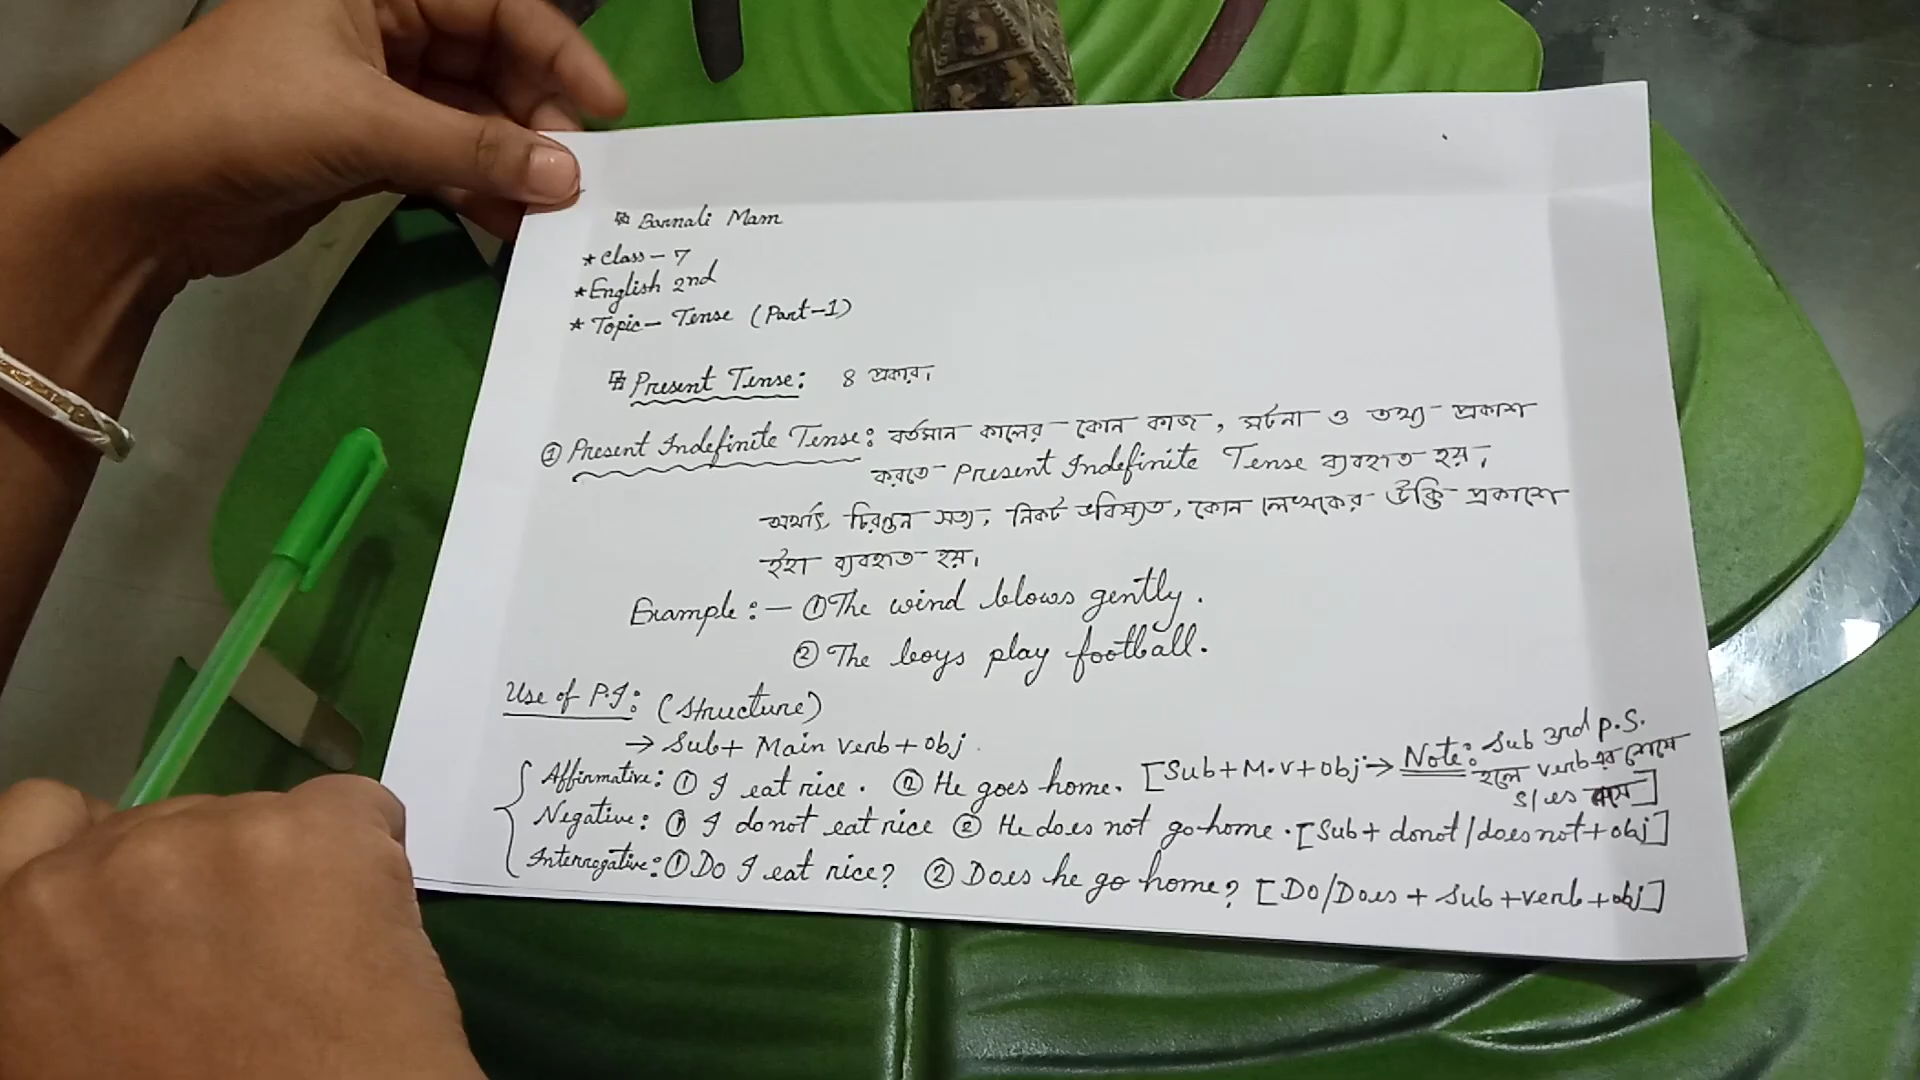 Barnali Mam
* Class - 7
* English 2nd
* Topic - Tense (Part-1)
Present Tense: ৪ প্রকার।
① Present Indefinite Tense: বর্তমান কালের কোন কাজ, ঘটনা ও তথ্য প্রকাশ
করতে Present Indefinite Tense ব্যবহৃত হয়।
অর্থাৎ, চিরন্তন সত্য, নিকট ভবিষ্যত, কোন লেখকের উক্তি প্রকাশে
ইহা ব্যবহৃত হয়।
Example: - ① The wind blows gently.
② The boys play football.
Use of P.I: (Structure)
→ Sub + Main verb + obj.
Affirmative: ① I eat rice. ② He goes home. [Sub + M.v + obj → Note: Sub 3rd p.s.
হলে verb এর শেষে
s/es বসে]
Negative: ① I do not eat rice ② He does not go home. [Sub + donot/does not + obj]
Interrogative: ① Do I eat rice? ② Does he go home? [Do/Does + Sub + verb + obj]